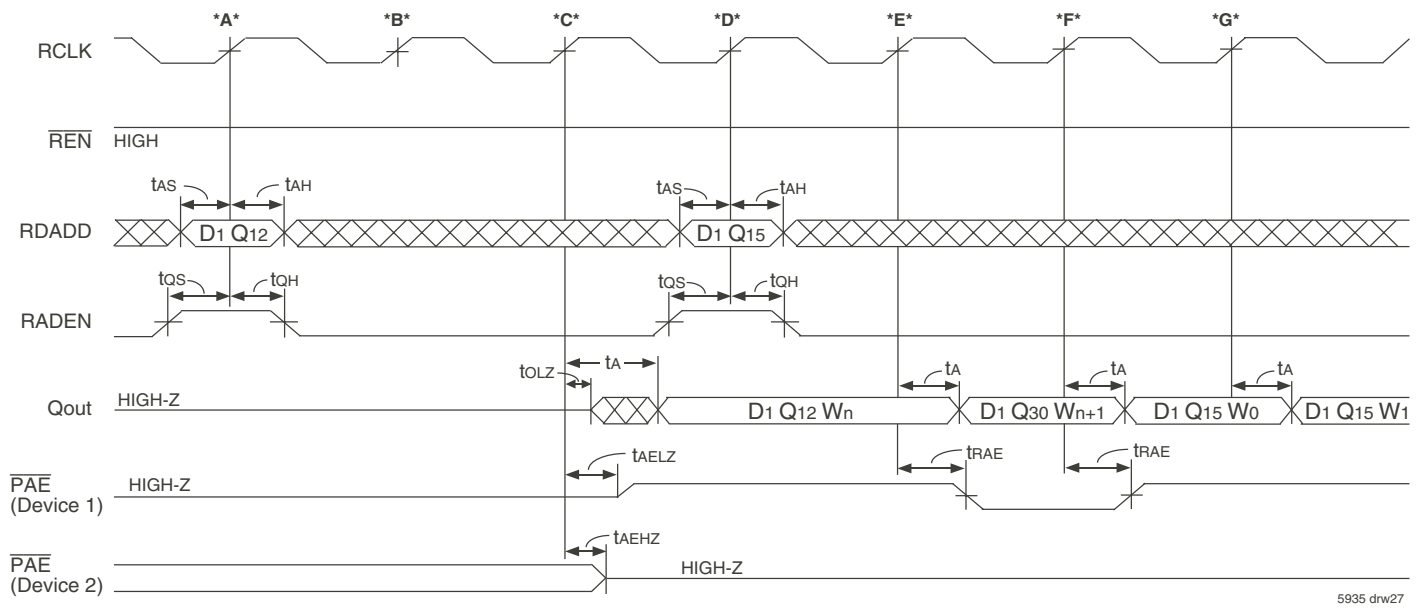 *A* *B* *C* *D* *E* *F* *G*
RCLK
REN HIGH
tAS tAH tAS tAH
RDADD D1 Q12 D1 Q15
tQS tQH tQS tQH
RADEN
tOLZ tA tA tA tA
Qout HIGH-Z D1 Q12 Wn D1 Q30 Wn+1 D1 Q15 W0 D1 Q15 W1
tAELZ tRAE tRAE
PAE
(Device 1) HIGH-Z
tAEHZ
PAE
(Device 2) HIGH-Z
5935 drw27